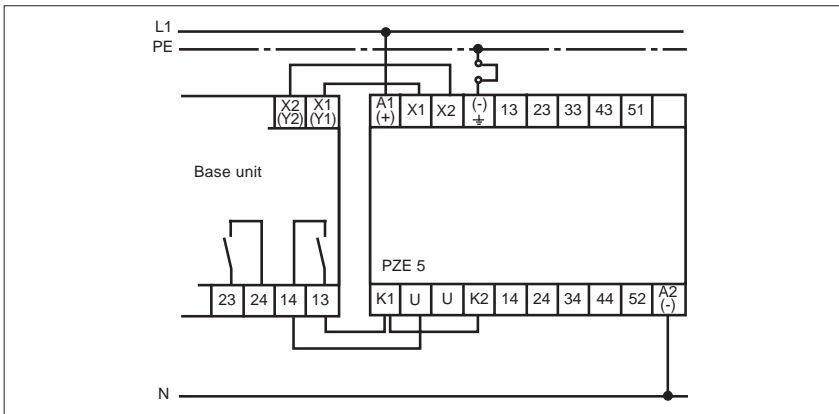 L1
PE
X2 X1 A1 X1 X2 (-) 13 23 33 43 51
(Y2) (Y1) (+)
Base unit
PZE 5
23 24 14 13 K1 U U K2 14 24 34 44 52 A2
(-)
N